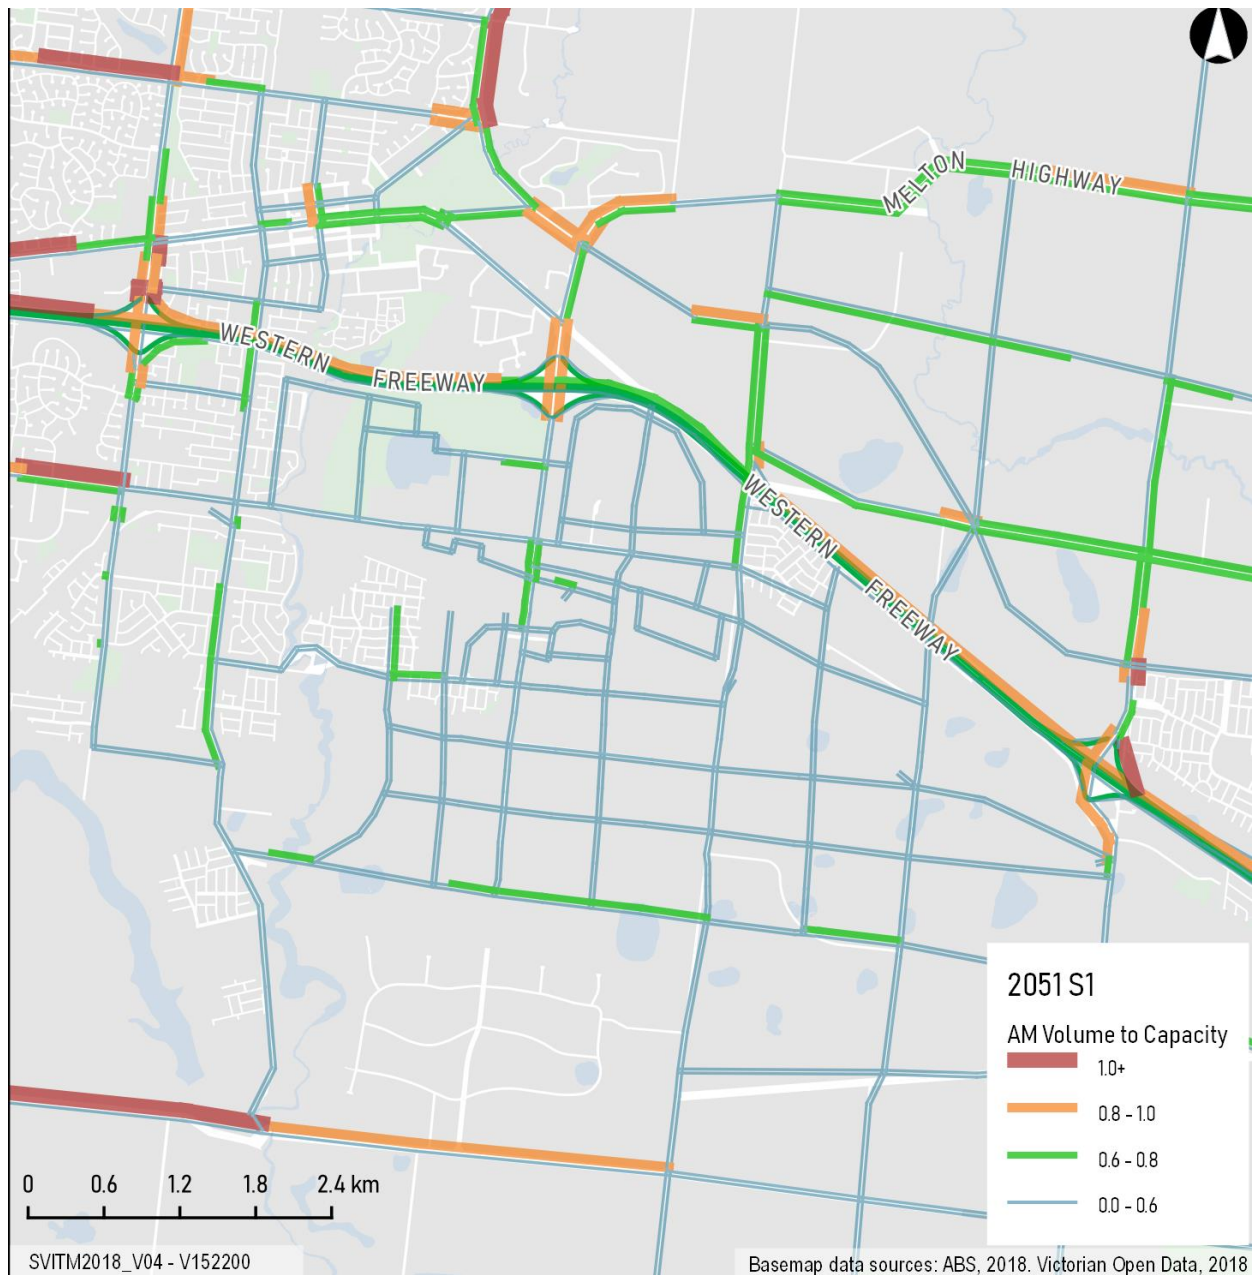 MELTON HIGHWAY
WESTERN FREEWAY
WESTERN FREEWAY
2051 S1
AM Volume to Capacity
1.0+
0.8 - 1.0
0.6 - 0.8
0.0 - 0.6
0 0.6 1.2 1.8 2.4 km
SVITM2018_V04 - V152200
Basemap data sources: ABS, 2018. Victorian Open Data, 2018